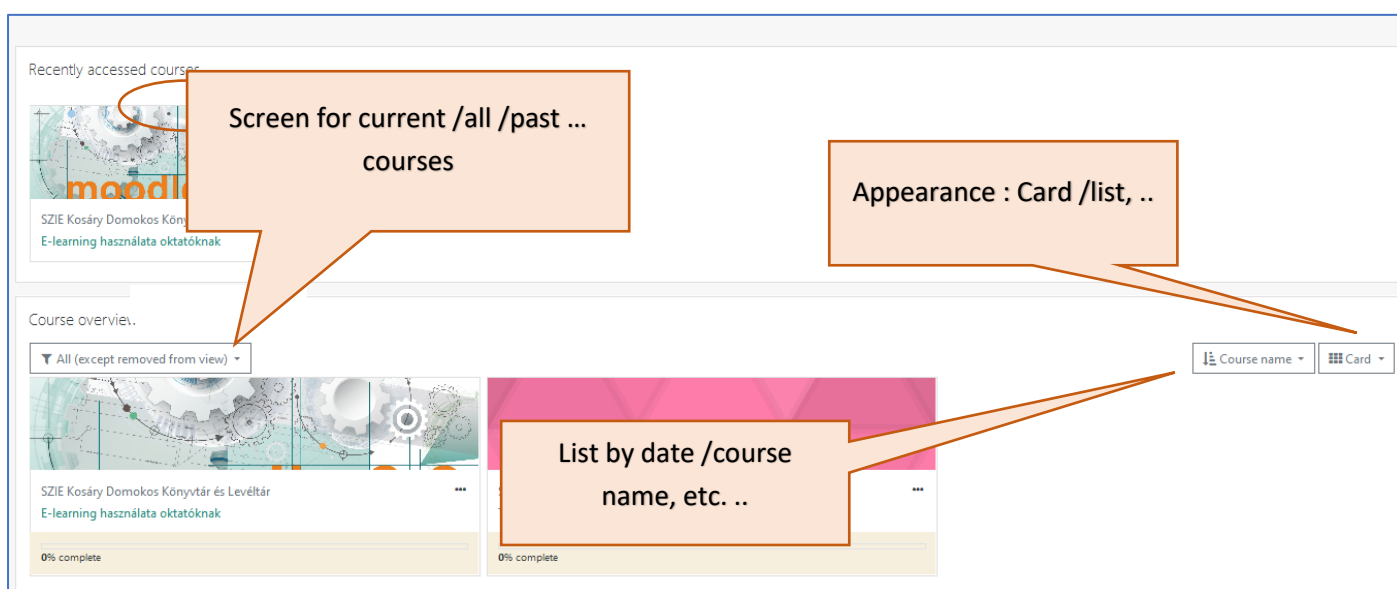 Recently accessed courses
Screen for current /all /past ...
courses
Appearance : Card /list, ..
SZIE Kosáry Domokos
E-learning használata oktatóknak
Course overview.
All (except removed from view)
Course name
Card
List by date /course
name, etc. ..
SZIE Kosáry Domokos Könyvtár és Levéltár
E-learning használata oktatóknak
0% complete
0% complete